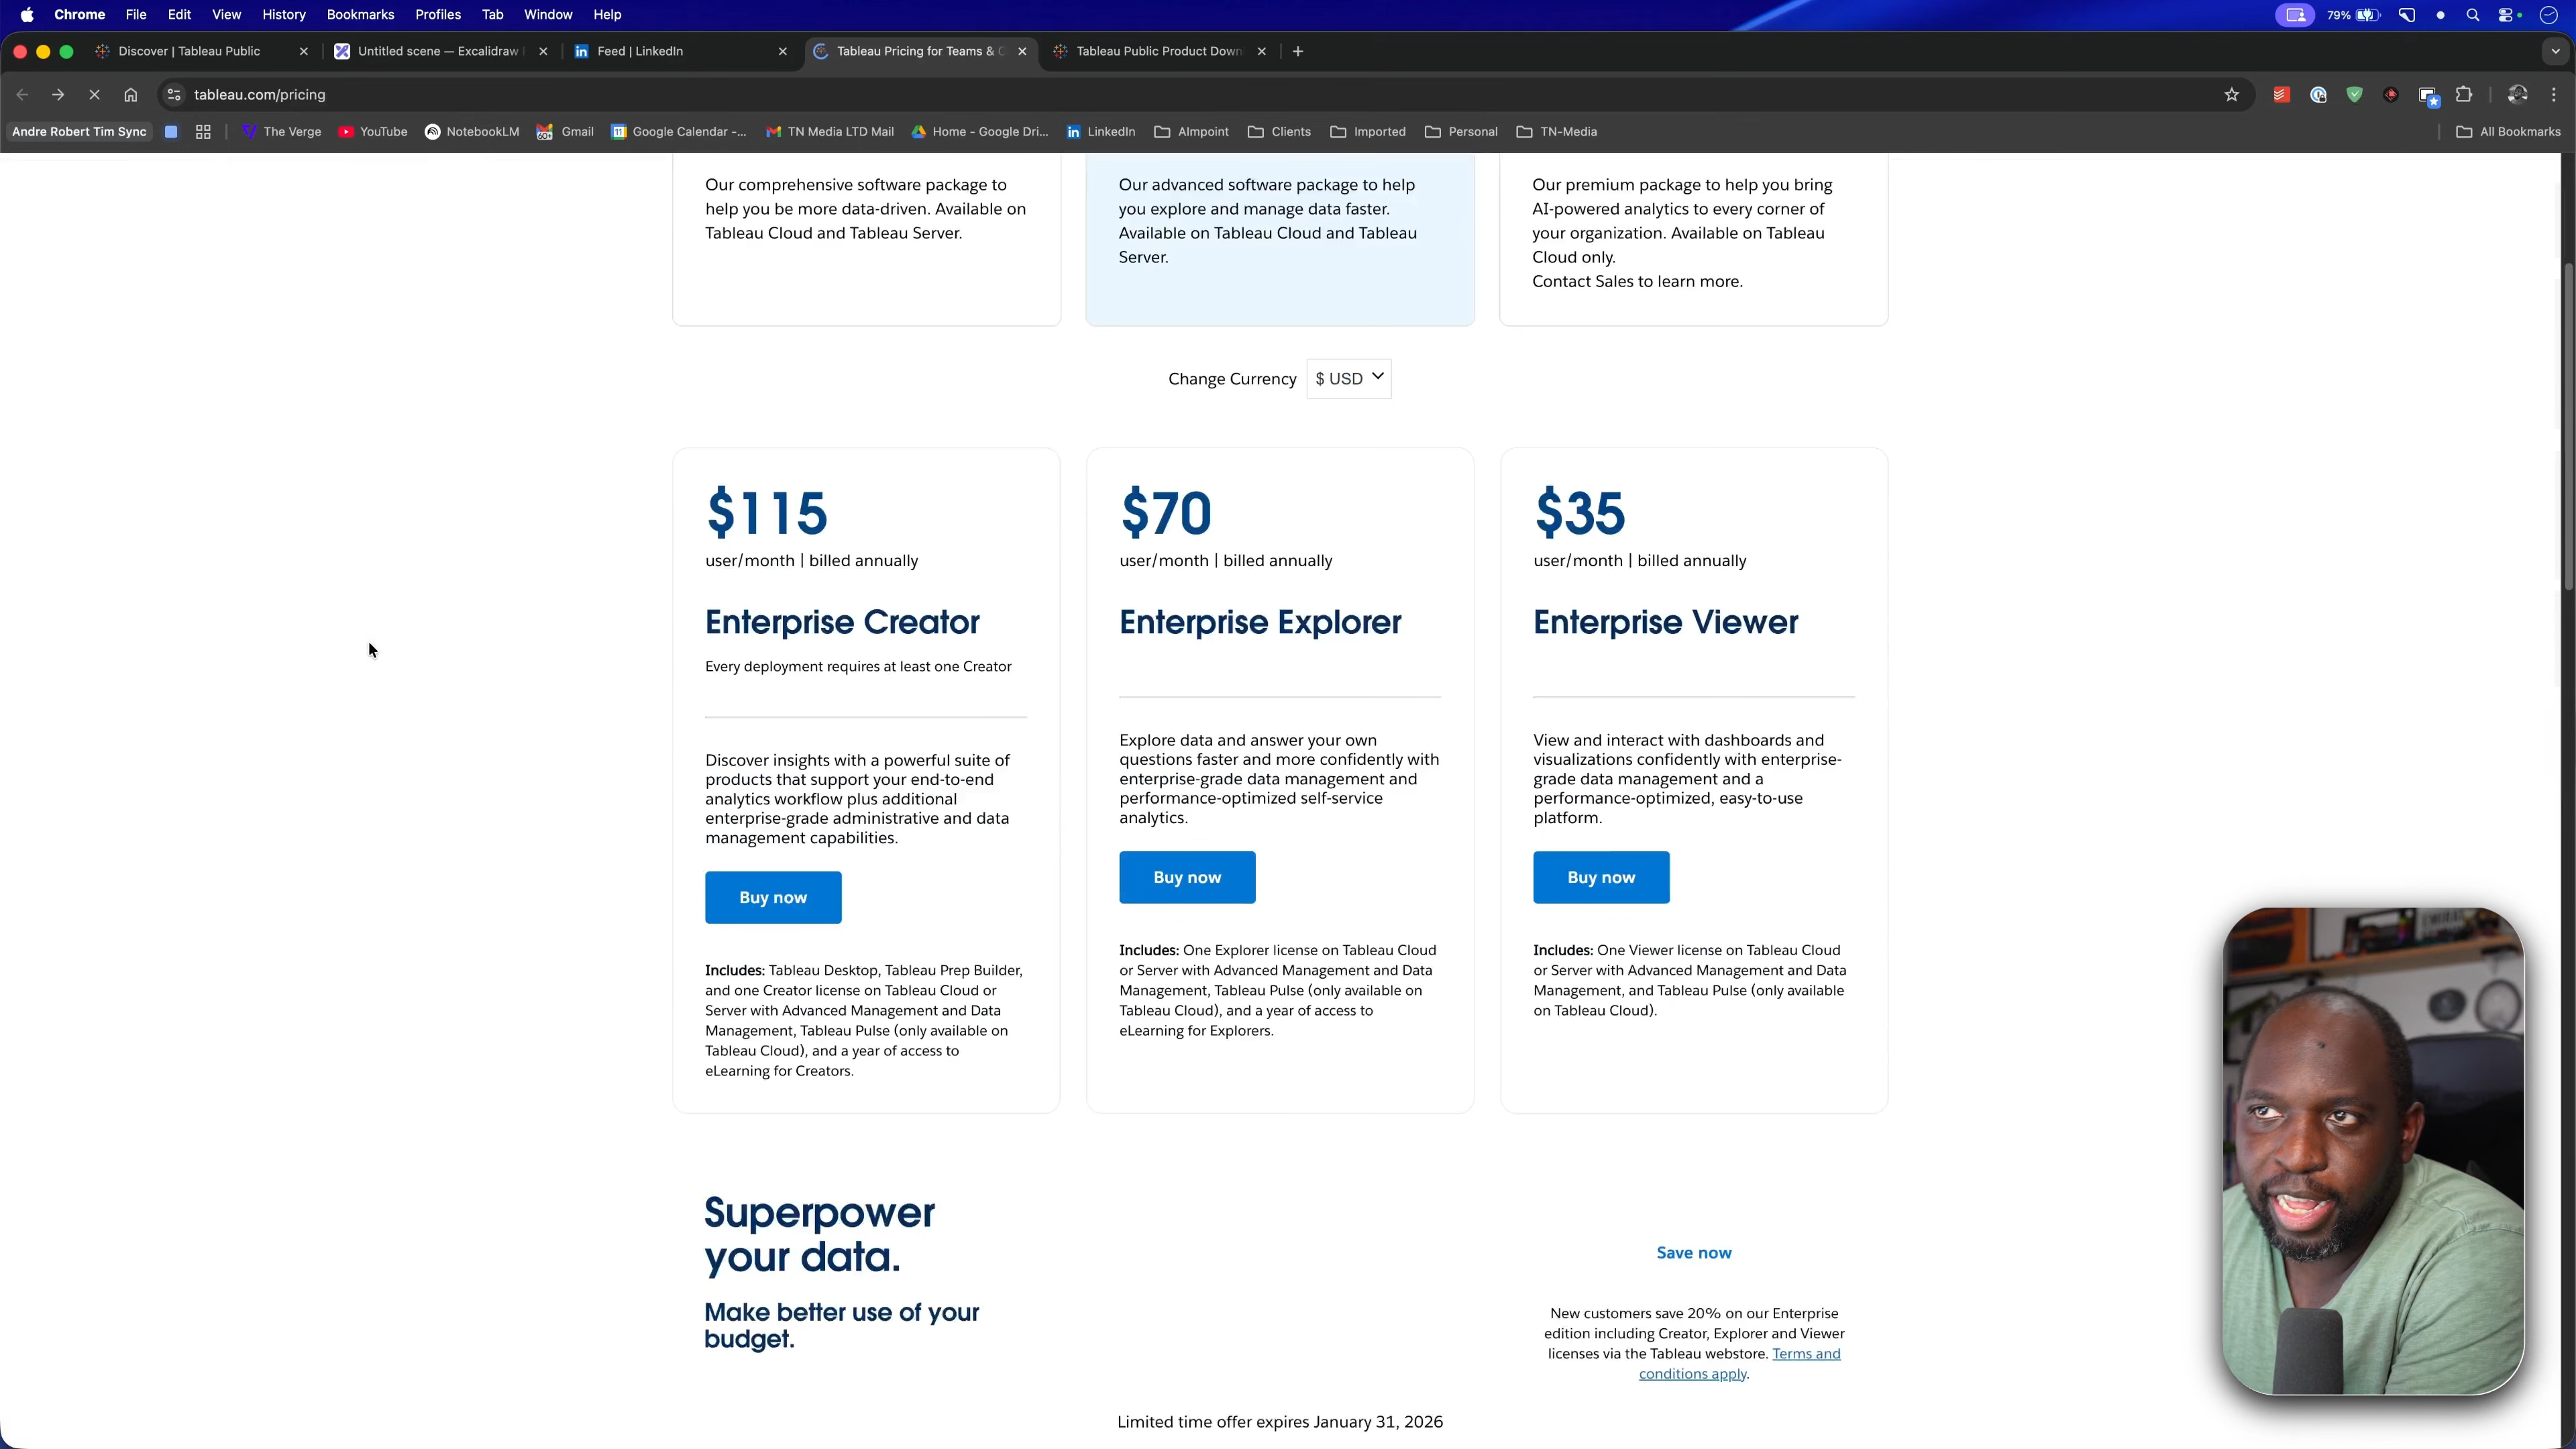 Chrome File Edit View History Bookmarks Profiles Tab Window Help 79%
Discover | Tableau Public Untitled scene — Excalidraw Feed | LinkedIn Tableau Pricing for Teams & Tableau Public Product Down
tableau.com/pricing
Andre Robert Tim Sync The Verge YouTube NotebookLM Gmail Google Calendar -... TN Media LTD Mail Home - Google Dri... LinkedIn AImpoint Clients Imported Personal TN-Media All Bookmarks
Our comprehensive software package to
help you be more data-driven. Available on
Tableau Cloud and Tableau Server.
Our advanced software package to help
you explore and manage data faster.
Available on Tableau Cloud and Tableau
Server.
Our premium package to help you bring
AI-powered analytics to every corner of
your organization. Available on Tableau
Cloud only.
Contact Sales to learn more.
Change Currency $ USD
$115
user/month | billed annually
Enterprise Creator
Every deployment requires at least one Creator
Discover insights with a powerful suite of
products that support your end-to-end
analytics workflow plus additional
enterprise-grade administrative and data
management capabilities.
Buy now
Includes: Tableau Desktop, Tableau Prep Builder,
and one Creator license on Tableau Cloud or
Server with Advanced Management and Data
Management, Tableau Pulse (only available on
Tableau Cloud), and a year of access to
eLearning for Creators.
$70
user/month | billed annually
Enterprise Explorer
Explore data and answer your own
questions faster and more confidently with
enterprise-grade data management and
performance-optimized self-service
analytics.
Buy now
Includes: One Explorer license on Tableau Cloud
or Server with Advanced Management and Data
Management, Tableau Pulse (only available on
Tableau Cloud), and a year of access to
eLearning for Explorers.
$35
user/month | billed annually
Enterprise Viewer
View and interact with dashboards and
visualizations confidently with enterprise-
grade data management and a
performance-optimized, easy-to-use
platform.
Buy now
Includes: One Viewer license on Tableau Cloud
or Server with Advanced Management and Data
Management, and Tableau Pulse (only available
on Tableau Cloud).
Superpower
your data.
Make better use of your
budget.
Save now
New customers save 20% on our Enterprise
edition including Creator, Explorer and Viewer
licenses via the Tableau webstore. Terms and
conditions apply.
Limited time offer expires January 31, 2026